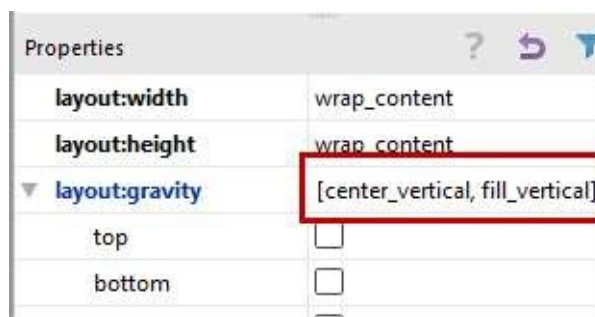 Properties ?
layout:width wrap_content
layout:height wrap_content
layout:gravity [center_vertical, fill_vertical]
top
bottom